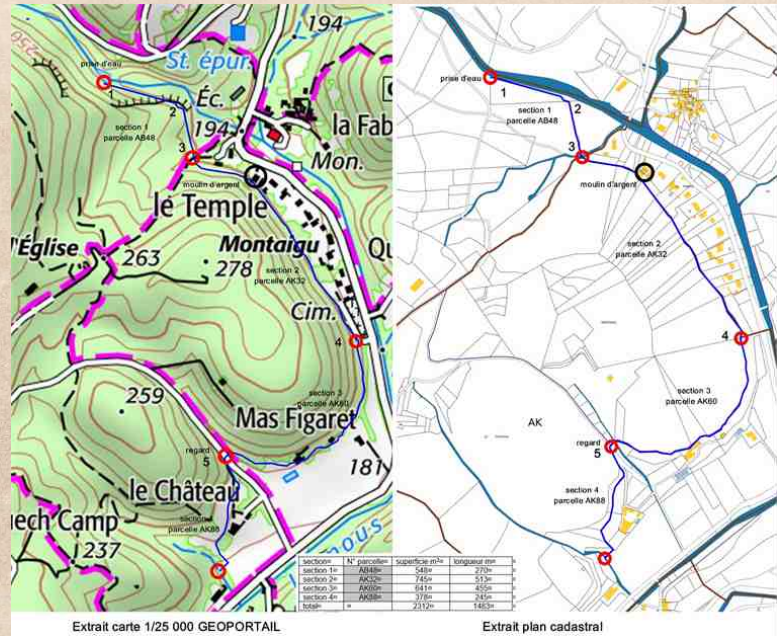 194
250
prise d'eau
St. épur.
1
2
Éc.
section 1
parcelle AB48
194
la Fab
3
Mon.
moulin d'argent
le Temple
l'Église
263
Montaigu
278
section 2
parcelle AK32
Cim.
4
259
section 3
parcelle AK60
Mas Figaret
regard
5
181
le Château
parcelle AK88
uech Camp
237
nous
prise d'eau
1
section 1
parcelle AB48
2
3
moulin d'argent
section 2
parcelle AK32
4
section 3
parcelle AK60
AK
regard
5
section 4
parcelle AK88
section¤ N° parcelle¤ superficie·m²¤ longueur·m¤
section 1¤ AB48¤ 548¤ 270¤
section 2¤ AK32¤ 745¤ 513¤
section 3¤ AK60¤ 641¤ 455¤
section 4¤ AK88¤ 378¤ 245¤
total¤ ¤ 2312¤ 1483¤
Extrait carte 1/25 000 GEOPORTAIL
Extrait plan cadastral